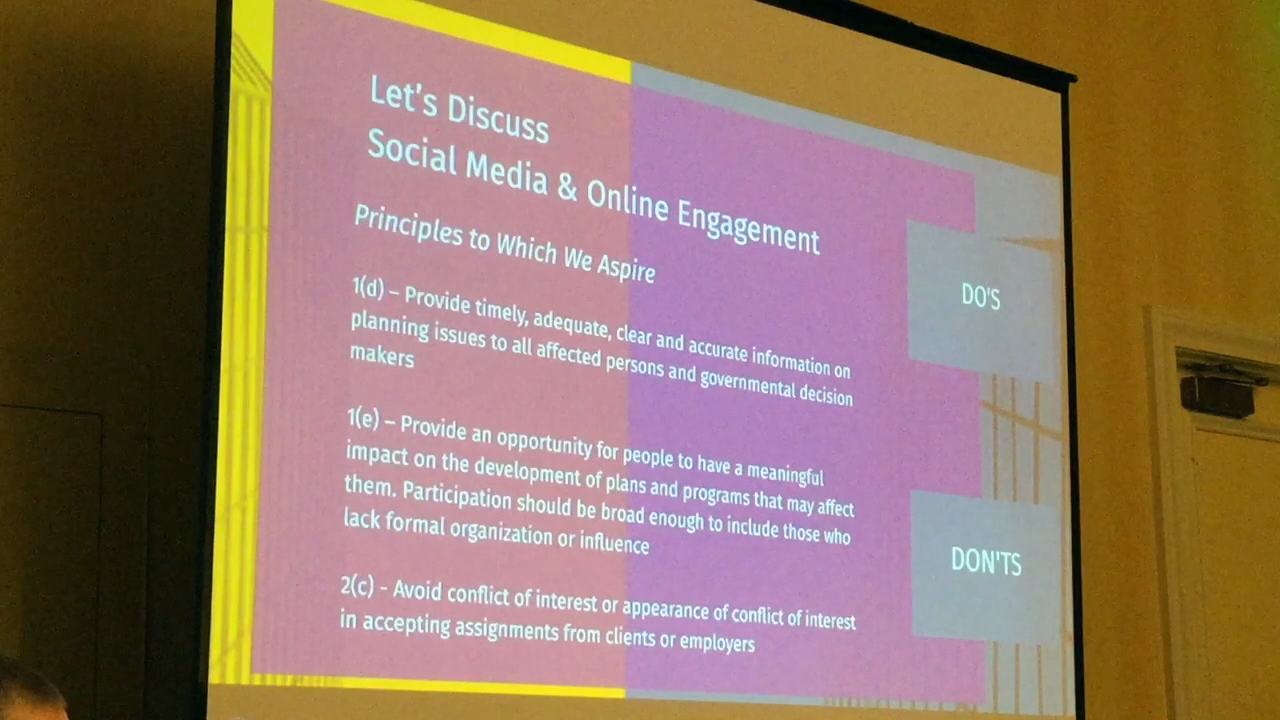 Let's Discuss
Social Media & Online Engagement
Principles to Which We Aspire
1(d) – Provide timely, adequate, clear and accurate information on
planning issues to all affected persons and governmental decision
makers
1(e) – Provide an opportunity for people to have a meaningful
impact on the development of plans and programs that may affect
them. Participation should be broad enough to include those who
lack formal organization or influence
2(c) - Avoid conflict of interest or appearance of conflict of interest
in accepting assignments from clients or employers
DO'S
DON'TS